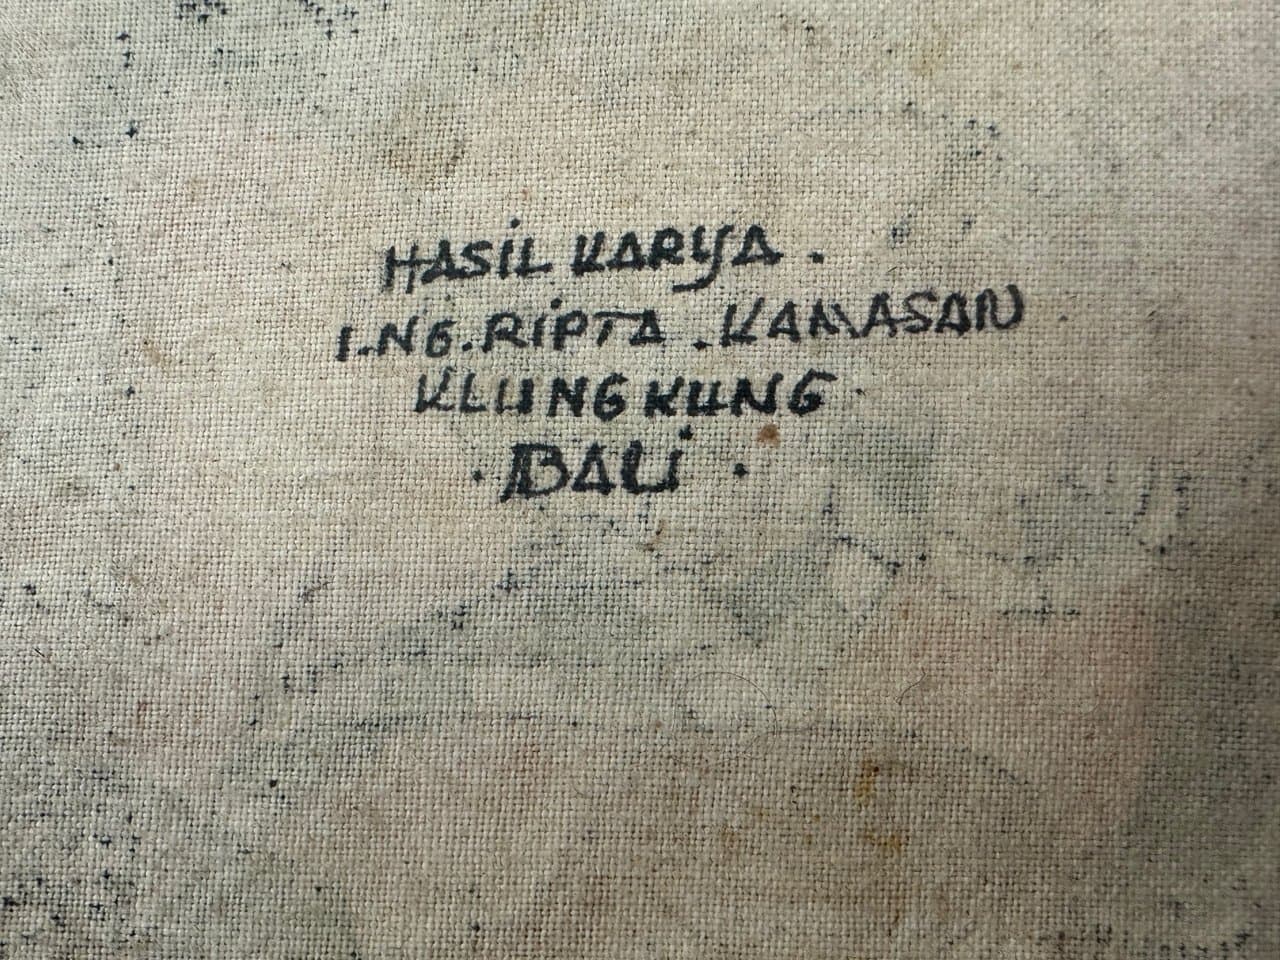 HASiL KARYA .
I.NG.RiPTA .KAMASAN
KLUNGKUNG
. BALi .